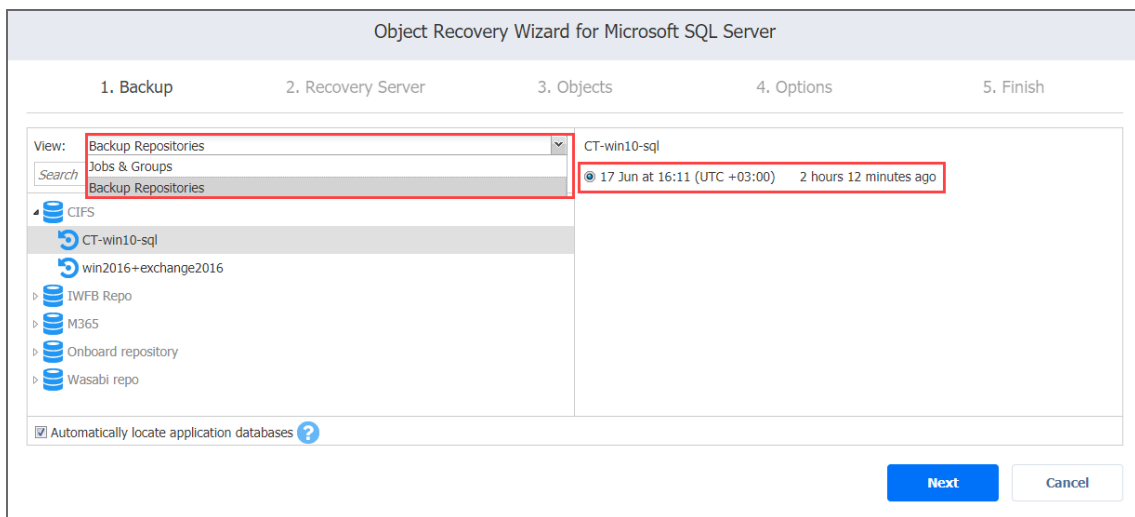 Object Recovery Wizard for Microsoft SQL Server
1. Backup 2. Recovery Server 3. Objects 4. Options 5. Finish
View: Backup Repositories
Jobs & Groups
Search
Backup Repositories
CIFS
CT-win10-sql
win2016+exchange2016
IWFB Repo
M365
Onboard repository
Wasabi repo
CT-win10-sql
17 Jun at 16:11 (UTC +03:00) 2 hours 12 minutes ago
Automatically locate application databases ?
Next Cancel